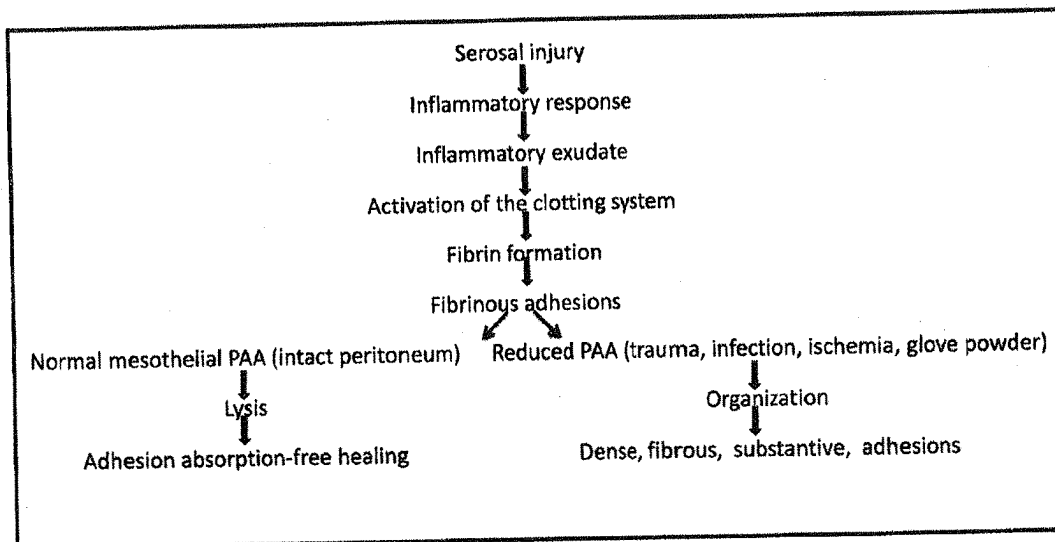 Serosal injury
Inflammatory response
Inflammatory exudate
Activation of the clotting system
Fibrin formation
Fibrinous adhesions
Normal mesothelial PAA (intact peritoneum)
Reduced PAA (trauma, infection, ischemia, glove powder)
Lysis
Organization
Adhesion absorption-free healing
Dense, fibrous, substantive, adhesions